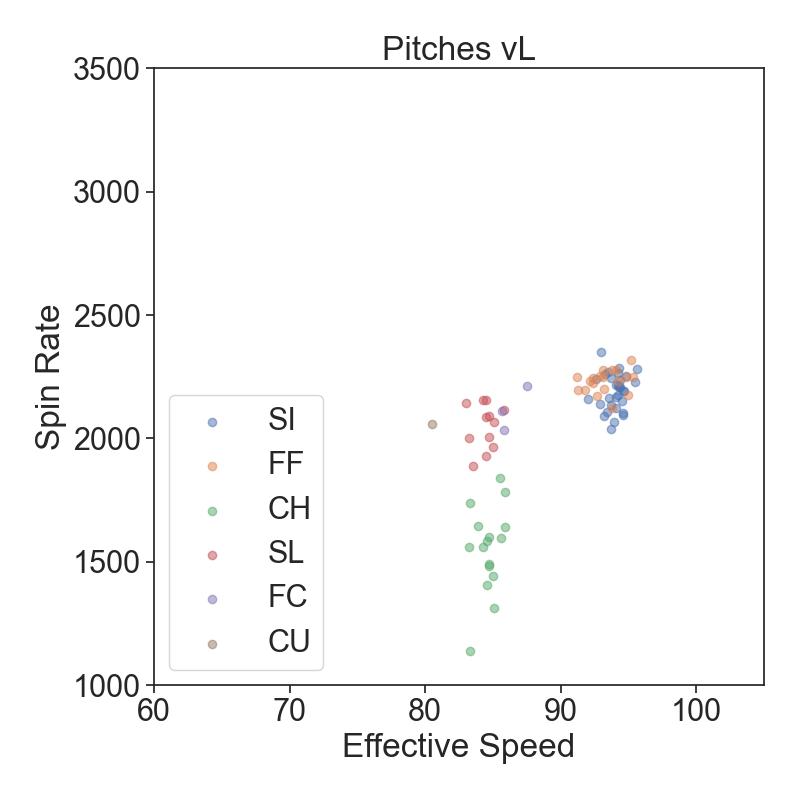 Pitches vL
3500
3000
2500
2000
1500
1000
Spin Rate
SI
FF
CH
SL
FC
CU
60 70 80 90 100
Effective Speed